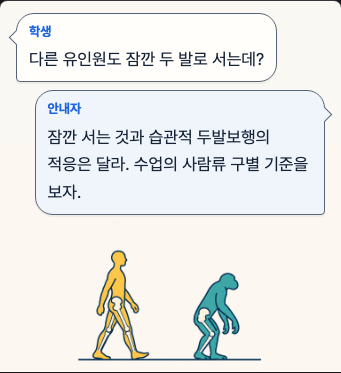 학생
다른 유인원도 잠깐 두 발로 서는데?
안내자
잠깐 서는 것과 습관적 두발보행의
적응은 달라. 수업의 사람류 구별 기준을
보자.